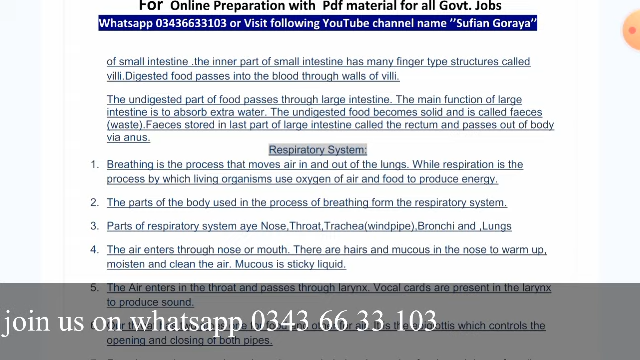 For Online Preparation with Pdf material for all Govt. Jobs
Whatsapp 03436633103 or Visit following YouTube channel name ’’Sufian Goraya’’
of small intestine .the inner part of small intestine has many finger type structures called
villi.Digested food passes into the blood through walls of villi.
The undigested part of food passes through large intestine. The main function of large
intestine is to absorb extra water. The undigested food becomes solid and is called faeces
(waste).Faeces stored in last part of large intestine called the rectum and passes out of body
via anus.
Respiratory System:
1. Breathing is the process that moves air in and out of the lungs. While respiration is the
process by which living organisms use oxygen of air and food to produce energy.
2. The parts of the body used in the process of breathing form the respiratory system.
3. Parts of respiratory system aye Nose,Throat,Trachea(windpipe),Bronchi and ,Lungs
4. The air enters through nose or mouth. There are hairs and mucous in the nose to warm up,
moisten and clean the air. Mucous is sticky liquid.
5. The Air enters in the throat and passes through larynx. Vocal cards are present in the larynx
to produce sound.
join us on whatsapp 0343 66 33 103
which controls the
opening and closing of both pipes.